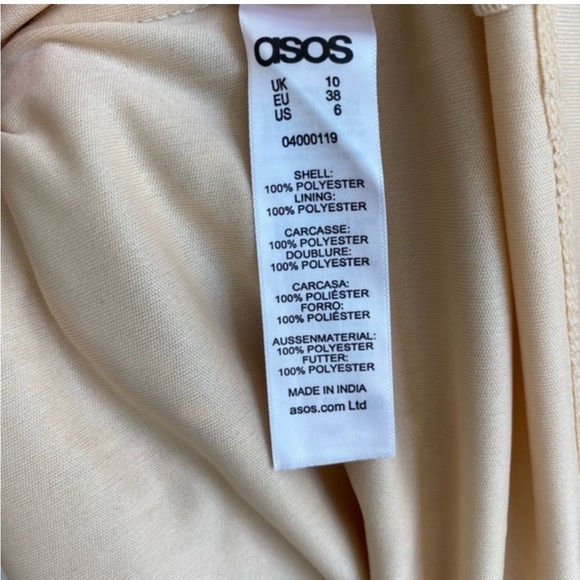 asos
UK 10
EU 38
US 6
04000119
SHELL:
100% POLYESTER
LINING:
100% POLYESTER
CARCASSE:
100% POLYESTER
DOUBLURE:
100% POLYESTER
CARCASA:
100% POLIÉSTER
FORRO:
100% POLIÉSTER
AUSSENMATERIAL:
100% POLYESTER
FUTTER:
100% POLYESTER
MADE IN INDIA
asos.com Ltd